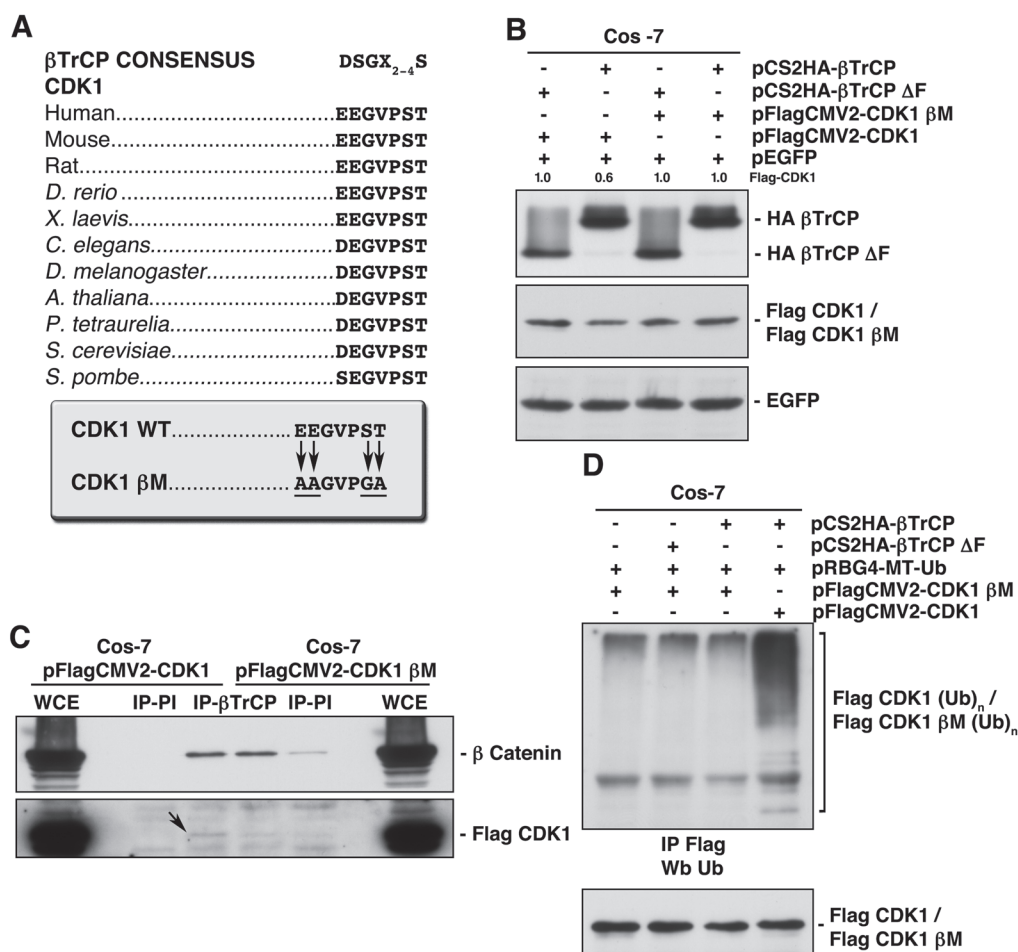 A
βTrCP CONSENSUS DSGX2–4S
CDK1
Human........................................EEGVPST
Mouse........................................EEGVPST
Rat........................................EEGVPST
D. rerio ........................................EEGVPST
X. laevis........................................EEGVPST
C. elegans........................................DEGVPST
D. melanogaster........................................DEGVPST
A. thaliana........................................DEGVPST
P. tetraurelia........................................DEGVPST
S. cerevisiae........................................DEGVPST
S. pombe........................................SEGVPST
CDK1 WT........................ EEGVPST
CDK1 βM........................ AAGVPGA
B
Cos -7
- + - + pCS2HA-βTrCP
+ - + - pCS2HA-βTrCP ΔF
- - + + pFlagCMV2-CDK1 βM
+ + - - pFlagCMV2-CDK1
+ + + + pEGFP
1.0 0.6 1.0 1.0 Flag-CDK1
- HA βTrCP
- HA βTrCP ΔF
- Flag CDK1 /
Flag CDK1 βM
- EGFP
C
Cos-7 Cos-7
pFlagCMV2-CDK1 pFlagCMV2-CDK1 βM
WCE IP-PI IP-βTrCP IP-PI WCE
- β Catenin
- Flag CDK1
D
Cos-7
- - + + pCS2HA-βTrCP
- + - - pCS2HA-βTrCP ΔF
+ + + + pRBG4-MT-Ub
+ + + - pFlagCMV2-CDK1 βM
- - - + pFlagCMV2-CDK1
Flag CDK1 (Ub)n /
Flag CDK1 βM (Ub)n
IP Flag
Wb Ub
- Flag CDK1 /
Flag CDK1 βM